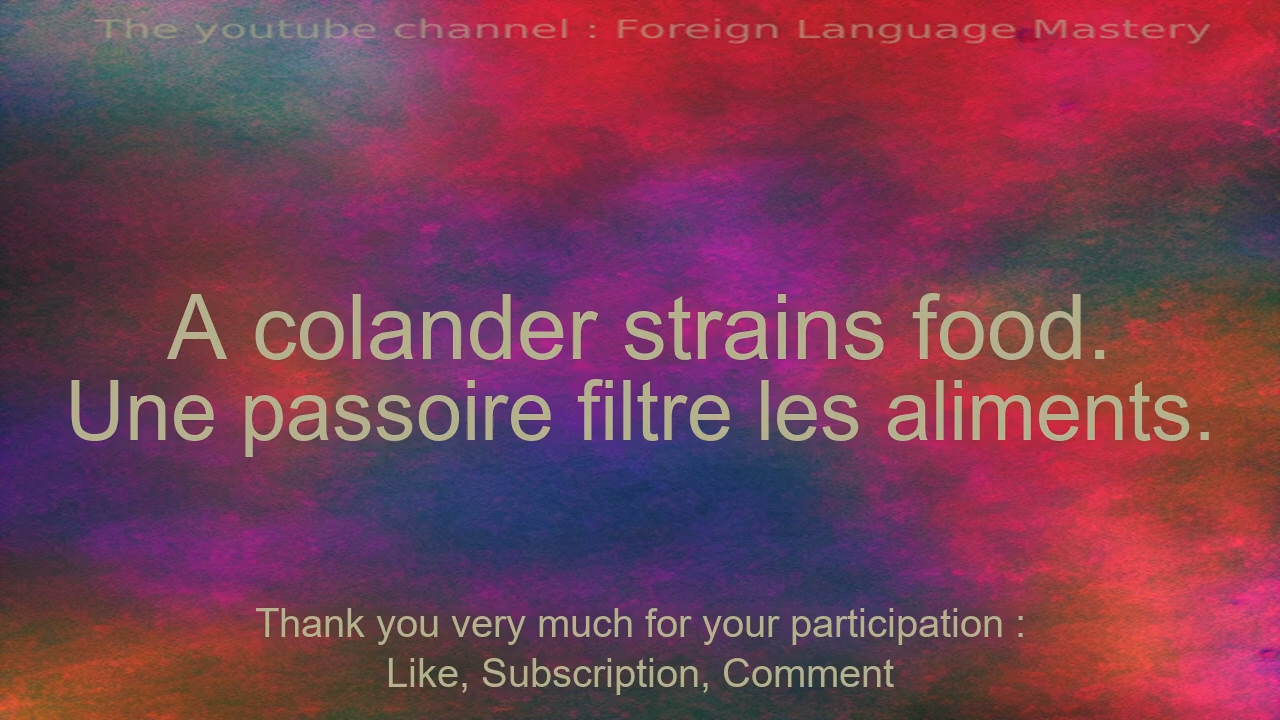 The youtube channel : Foreign Language Mastery
A colander strains food.
Une passoire filtre les aliments.
Thank you very much for your participation :
Like, Subscription, Comment